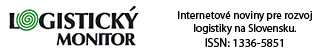 LOGISTICKÝ
MONITOR
Internetové noviny pre rozvoj
logistiky na Slovensku.
ISSN: 1336-5851